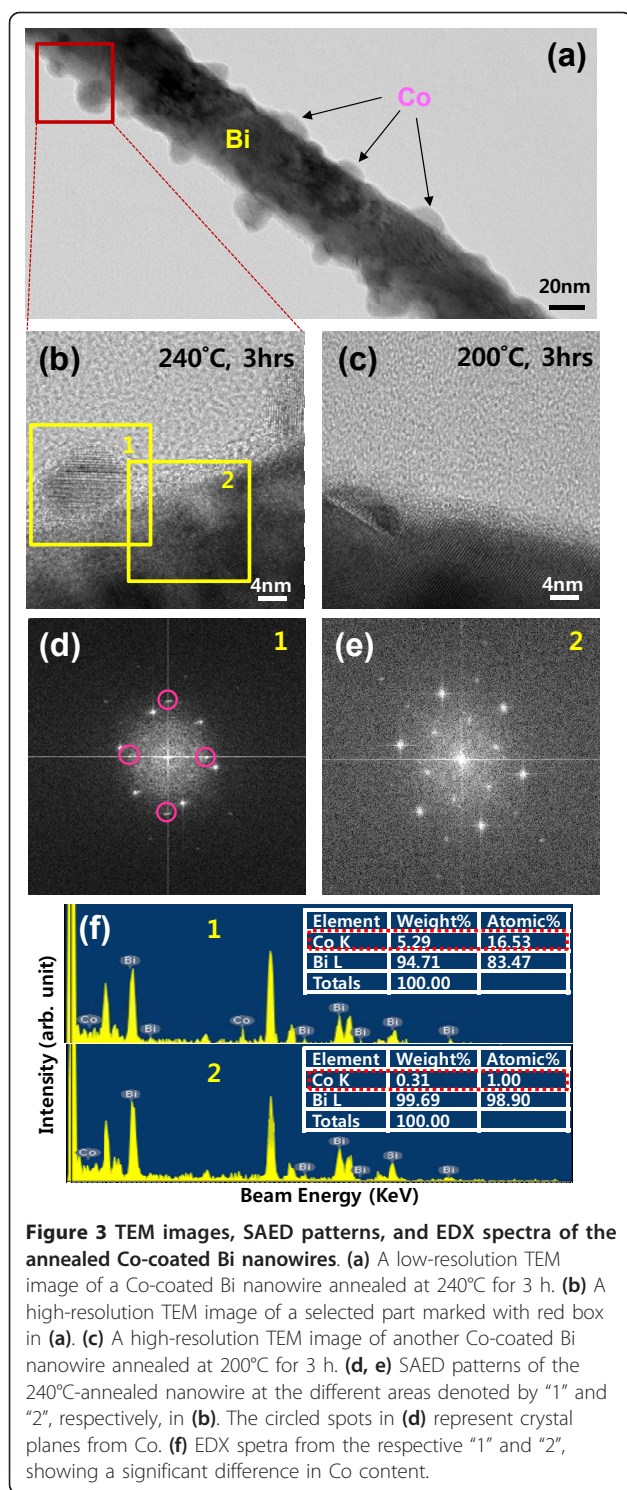 (a)
Co
Bi
20nm
(b) 240°C, 3hrs
1
2
4nm
(c) 200°C, 3hrs
4nm
(d) 1
(e) 2
(f) 1
Element Weight% Atomic%
Co K 5.29 16.53
Bi L 94.71 83.47
Totals 100.00
Co Bi Bi Co Bi Bi Bi Bi Bi
2
Element Weight% Atomic%
Co K 0.31 1.00
Bi L 99.69 98.90
Totals 100.00
Co Bi Bi Bi Bi Bi Bi
Intensity (arb. unit)
Beam Energy (KeV)
Figure 3 TEM images, SAED patterns, and EDX spectra of the
annealed Co-coated Bi nanowires. (a) A low-resolution TEM
image of a Co-coated Bi nanowire annealed at 240°C for 3 h. (b) A
high-resolution TEM image of a selected part marked with red box
in (a). (c) A high-resolution TEM image of another Co-coated Bi
nanowire annealed at 200°C for 3 h. (d, e) SAED patterns of the
240°C-annealed nanowire at the different areas denoted by “1” and
“2”, respectively, in (b). The circled spots in (d) represent crystal
planes from Co. (f) EDX spetra from the respective “1” and “2”,
showing a significant difference in Co content.